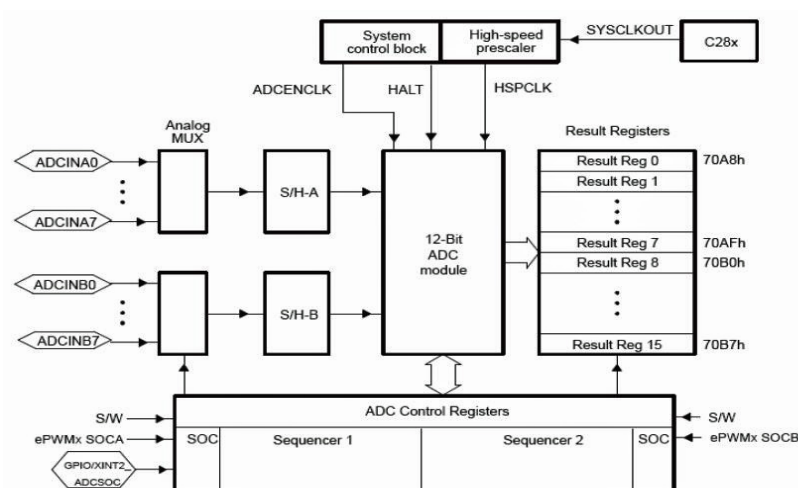 System
control block
High-speed
prescaler
SYSCLKOUT
C28x
ADCENCLK
HALT
HSPCLK
Analog
MUX
Result Registers
ADCINA0
ADCINA7
S/H-A
12-Bit
ADC
module
Result Reg 0
70A8h
Result Reg 1
Result Reg 7
70AFh
Result Reg 8
70B0h
Result Reg 15
70B7h
ADCINB0
ADCINB7
S/H-B
ADC Control Registers
S/W
S/W
ePWMx SOCA
SOC
Sequencer 1
Sequencer 2
SOC
ePWMx SOCB
GPIO/XINT2_
ADCSOC